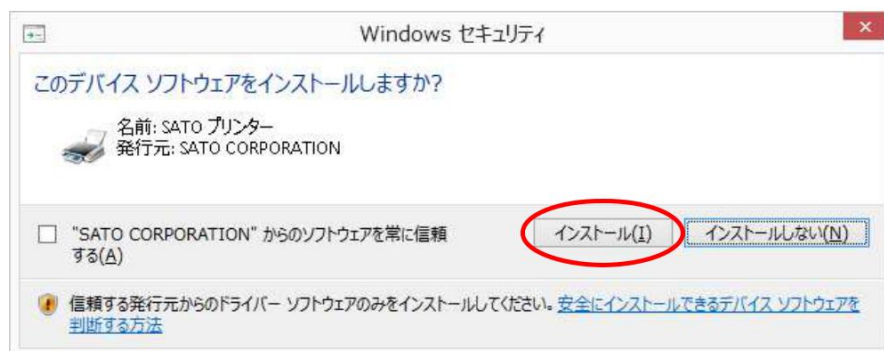 Windows セキュリティ
このデバイス ソフトウェアをインストールしますか?
名前: SATO プリンター
発行元: SATO CORPORATION
"SATO CORPORATION" からのソフトウェアを常に信頼
する(A)
インストール(I)
インストールしない(N)
信頼する発行元からのドライバー ソフトウェアのみをインストールしてください。安全にインストールできるデバイス ソフトウェアを
判断する方法